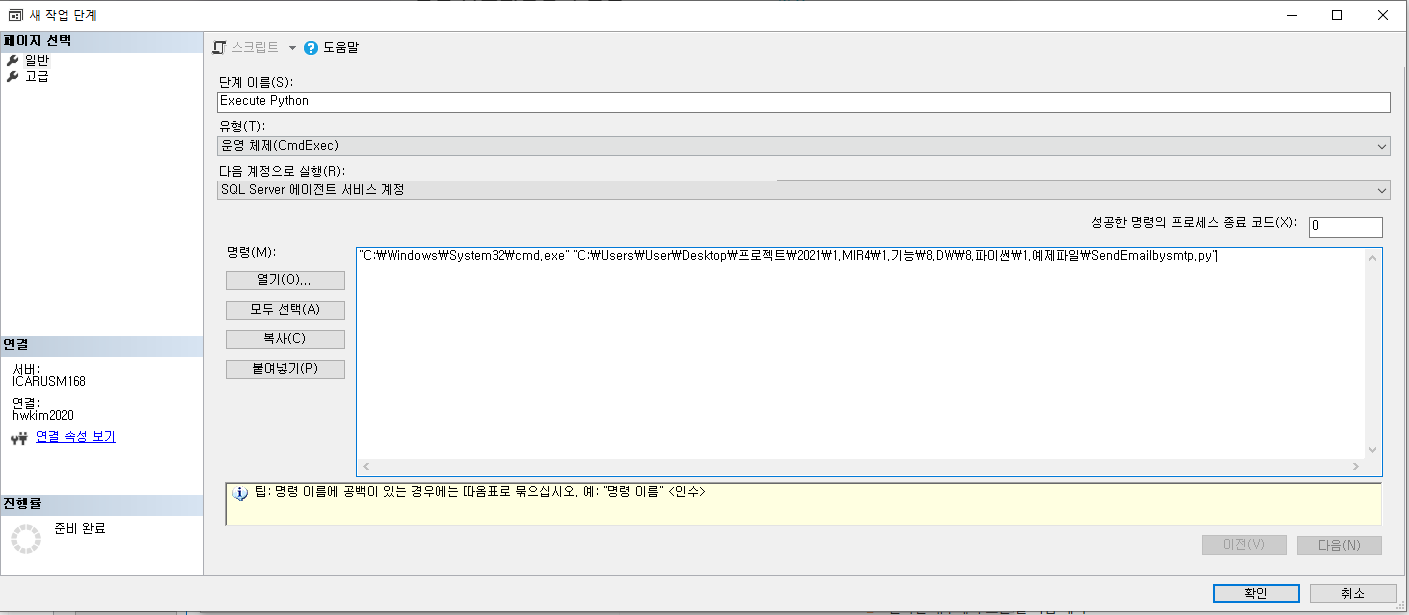 새 작업 단계
페이지 선택
일반
고급
스크립트
도움말
단계 이름(S):
Execute Python
유형(T):
운영 체제(CmdExec)
다음 계정으로 실행(R):
SQL Server 에이전트 서비스 계정
성공한 명령의 프로세스 종료 코드(X):
0
명령(M):
"C:₩Windows₩System32₩cmd.exe" "C:₩Users₩User₩Desktop₩프로젝트₩2021₩1.MIR4₩1.기능₩8.DW₩8.파이썬₩1.예제파일₩SendEmailbysmtp.py"
열기(O)...
모두 선택(A)
복사(C)
붙여넣기(P)
연결
서버:
ICARUSM168
연결:
hwkim2020
연결 속성 보기
진행률
준비 완료
팁: 명령 이름에 공백이 있는 경우에는 따옴표로 묶으십시오. 예: "명령 이름" <인수>
이전(V)
다음(N)
확인
취소